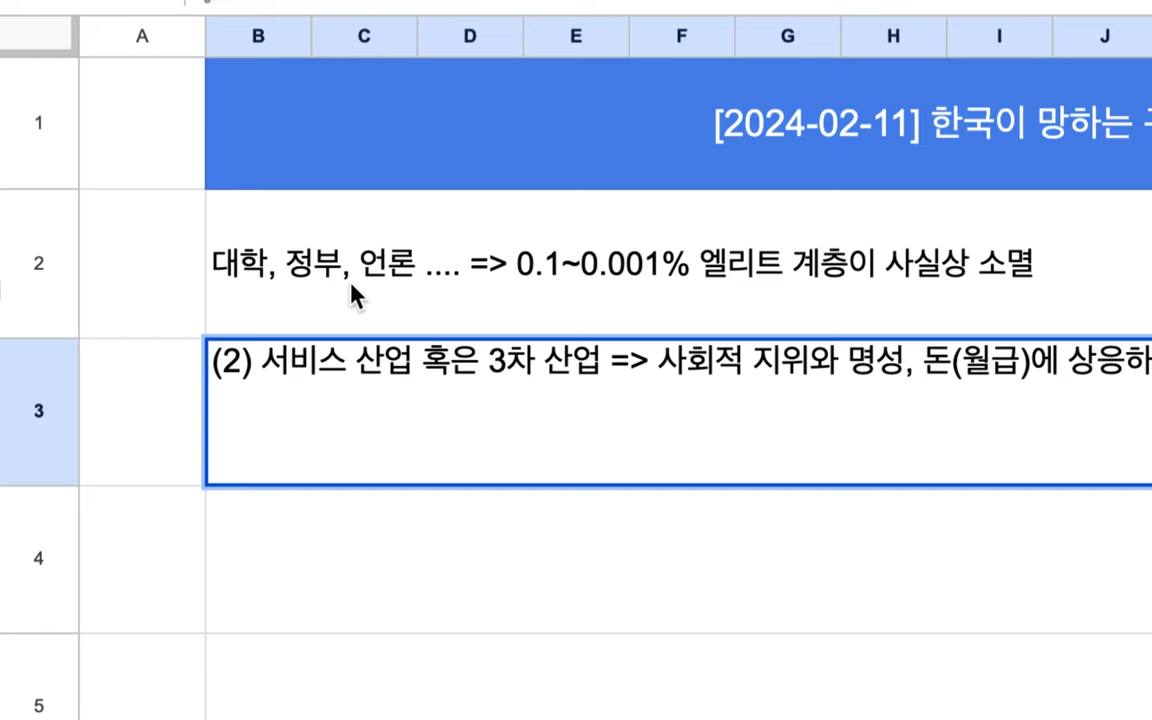 A B C D E F G H I J
1
[2024-02-11] 한국이 망하는
2
대학, 정부, 언론 .... => 0.1~0.001% 엘리트 계층이 사실상 소멸
3
(2) 서비스 산업 혹은 3차 산업 => 사회적 지위와 명성, 돈(월급)에 상응하
4
5